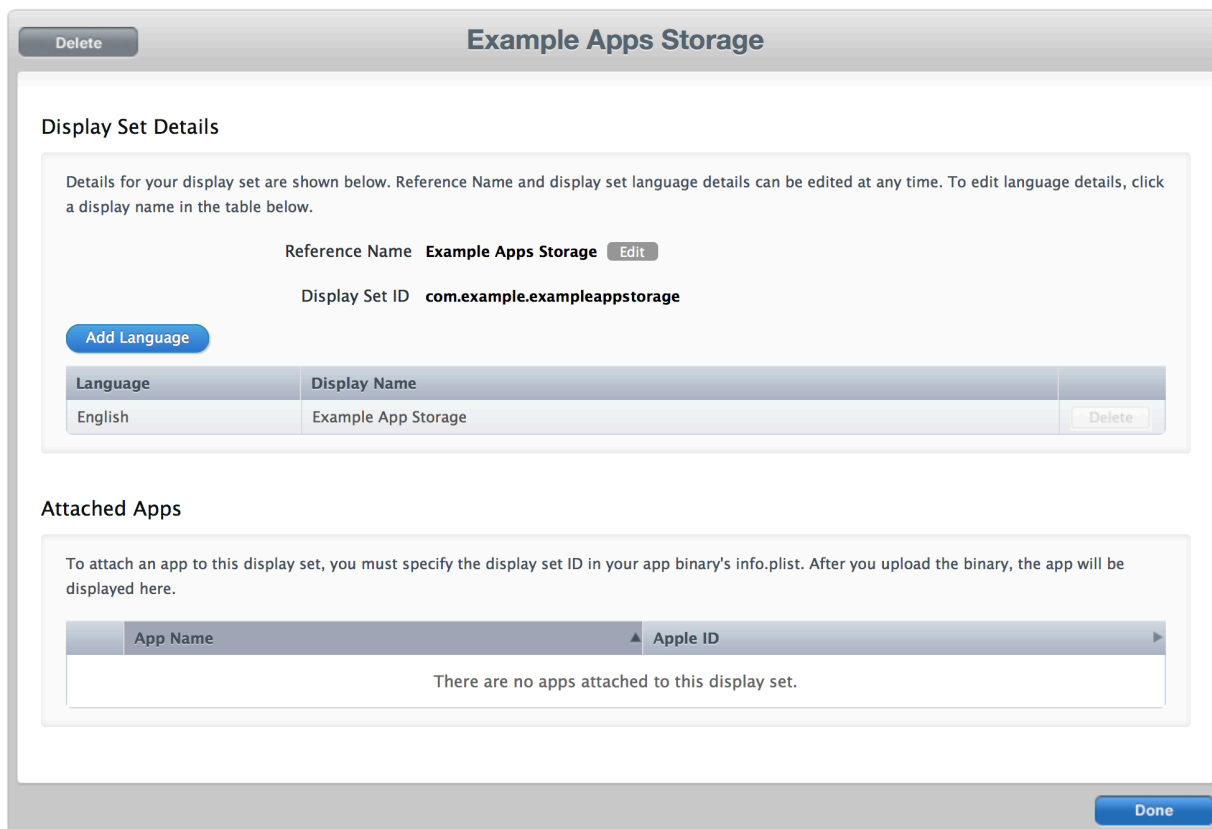 Delete
Example Apps Storage
Display Set Details
Details for your display set are shown below. Reference Name and display set language details can be edited at any time. To edit language details, click
a display name in the table below.
Reference Name Example Apps Storage Edit
Display Set ID com.example.exampleappstorage
Add Language
Language Display Name
English Example App Storage Delete
Attached Apps
To attach an app to this display set, you must specify the display set ID in your app binary's info.plist. After you upload the binary, the app will be
displayed here.
App Name Apple ID
There are no apps attached to this display set.
Done